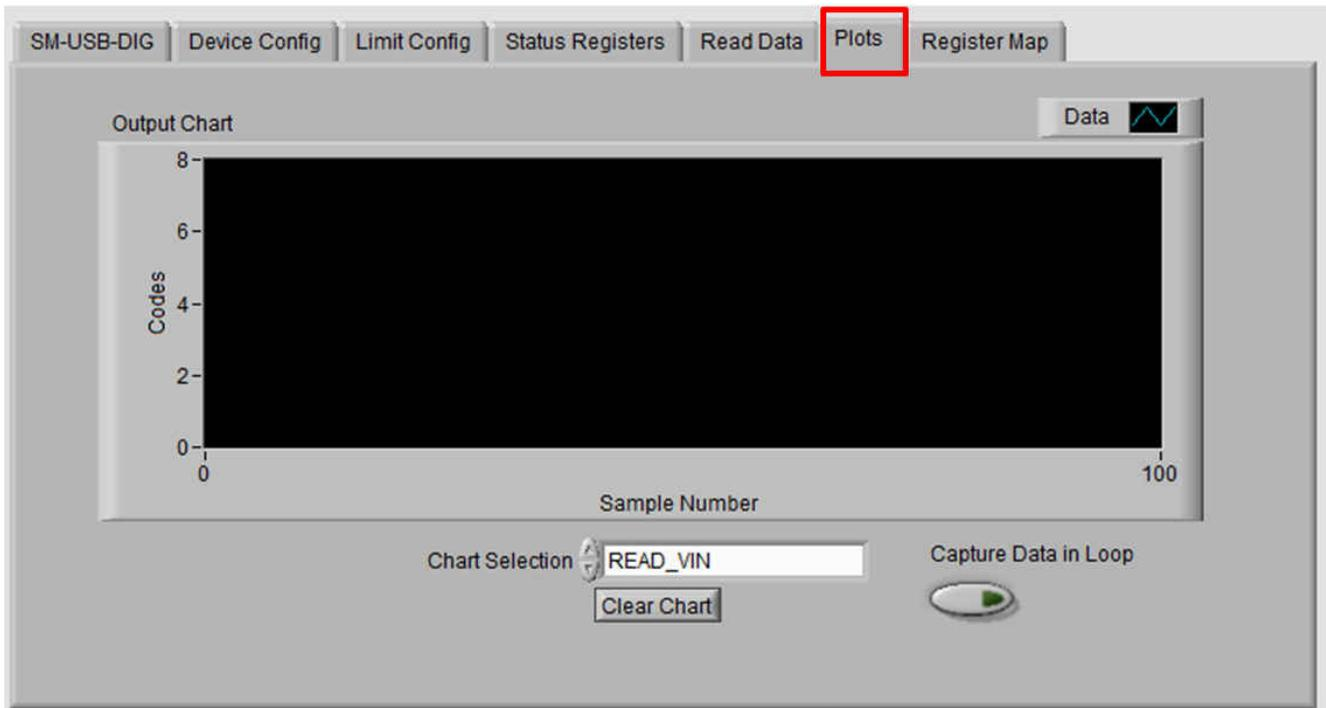 SM-USB-DIG Device Config Limit Config Status Registers Read Data Plots Register Map
Output Chart
Data
8
6
4
2
0
Codes
0 100
Sample Number
Chart Selection READ_VIN
Clear Chart
Capture Data in Loop